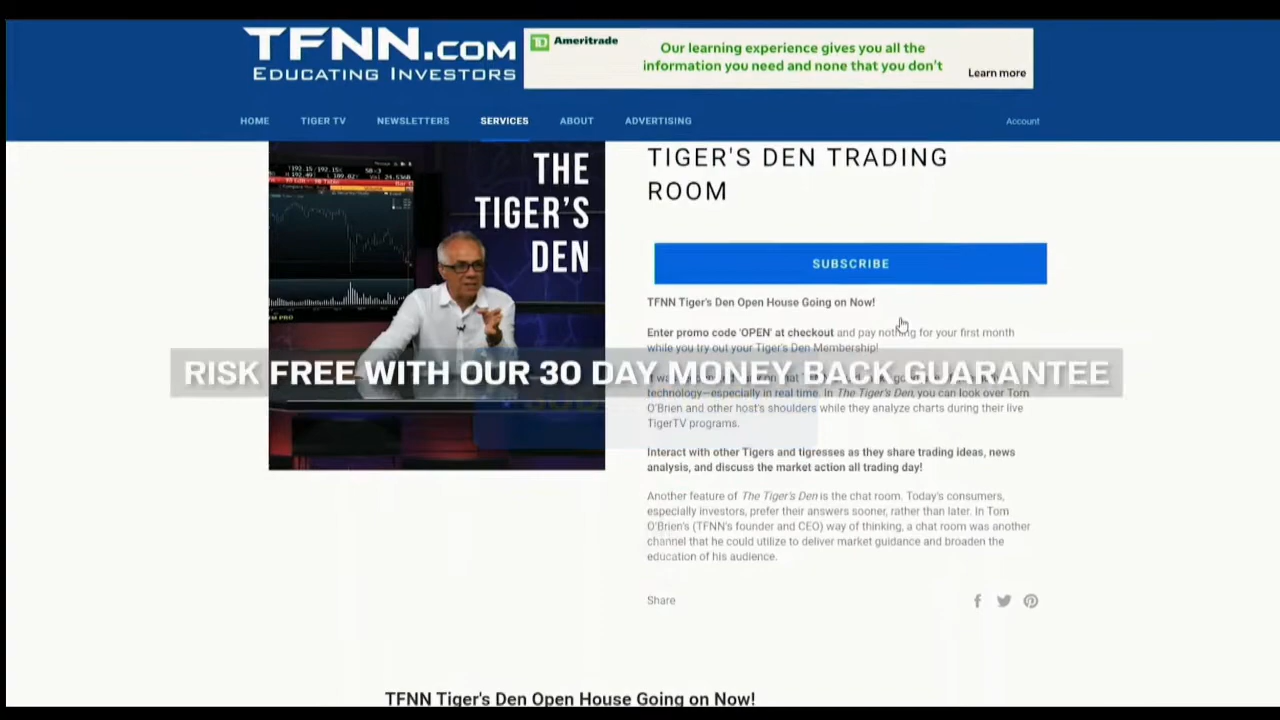 TFNN.COM
EDUCATING INVESTORS
TD Ameritrade
Our learning experience gives you all the
information you need and none that you don't
Learn more
HOME TIGER TV NEWSLETTERS SERVICES ABOUT ADVERTISING Account
THE
TIGER'S
DEN
TIGER'S DEN TRADING
ROOM
SUBSCRIBE
TFNN Tiger's Den Open House Going on Now!
Enter promo code 'OPEN' at checkout and pay nothing for your first month
while you try out your Tiger's Den Membership!
RISK FREE WITH OUR 30 DAY MONEY BACK GUARANTEE
technology—especially in real time. In The Tiger's Den, you can look over Tom
O'Brien and other host's shoulders while they analyze charts during their live
TigerTV programs.
Interact with other Tigers and tigresses as they share trading ideas, news
analysis, and discuss the market action all trading day!
Another feature of The Tiger's Den is the chat room. Today's consumers,
especially investors, prefer their answers sooner, rather than later. In Tom
O'Brien's (TFNN's founder and CEO) way of thinking, a chat room was another
channel that he could utilize to deliver market guidance and broaden the
education of his audience.
Share
TFNN Tiger's Den Open House Going on Now!